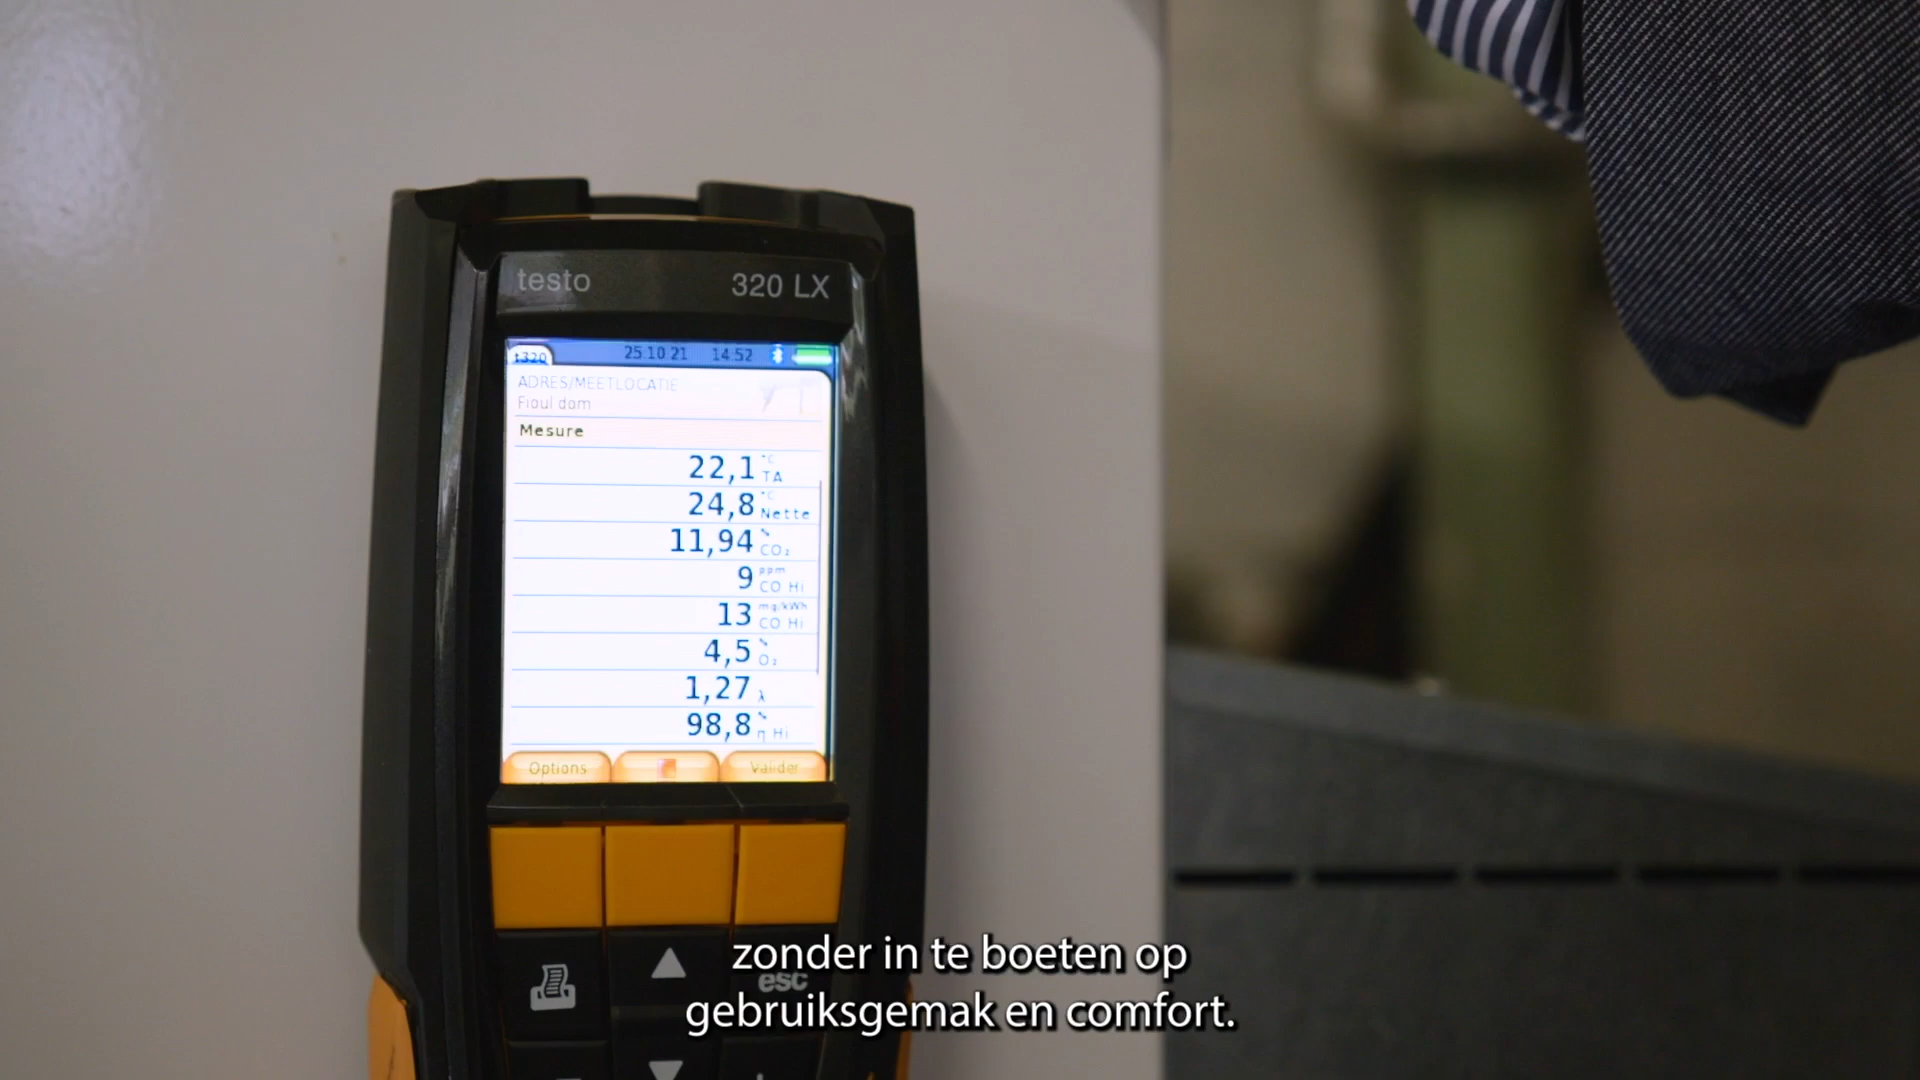 testo 320 LX
t320 25.10.21 14:52
ADRES/MEETLOCATIE
Fioul dom
Mesure
22,1 °C TA
24,8 °C Nette
11,94 % CO₂
9 ppm CO Hi
13 mg/kWh CO Hi
4,5 % O₂
1,27 λ
98,8 % η Hi
Options Valider
esc
zonder in te boeten op
gebruiksgemak en comfort.